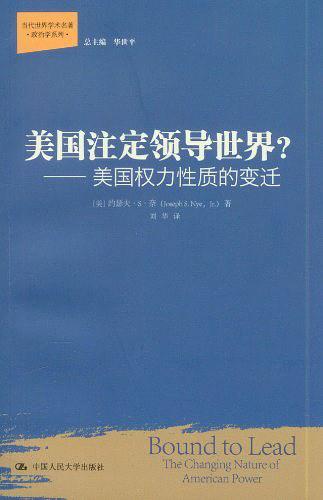 当代世界学术名著
·政治学系列·
总主编 华世平
美国注定领导世界?
——美国权力性质的变迁
[美]约瑟夫·S·奈(Joseph S. Nye, Jr.) 著
刘华 译
Bound to Lead
The Changing Nature of
American Power
中国人民大学出版社